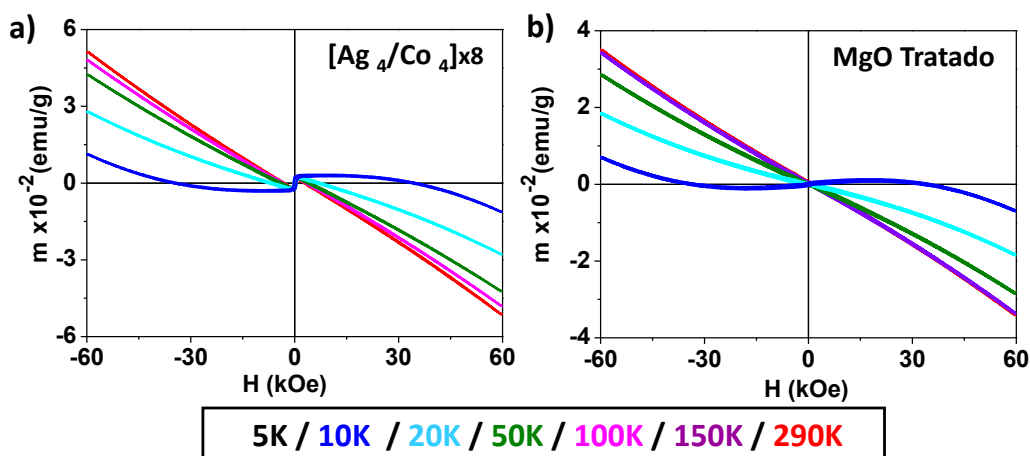 a)
[Ag 4/Co 4]x8
m x10-2 (emu/g)
6
3
0
-3
-6
-60 -30 0 30 60
H (kOe)
b)
MgO Tratado
m x10-2 (emu/g)
4
2
0
-2
-4
-60 -30 0 30 60
H (kOe)
5K / 10K / 20K / 50K / 100K / 150K / 290K